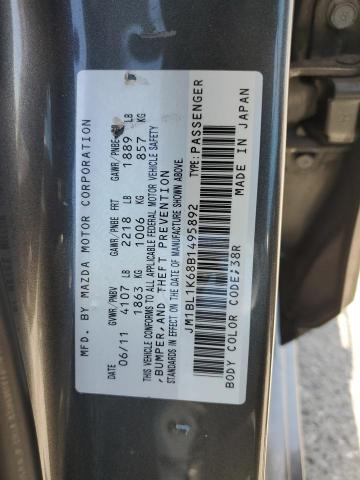 MFD. BY MAZDA MOTOR CORPORATION
DATE GVWR/PNBV GAWR/PNBE FRT GAWR/PNBE RR
06/11 4107 LB 2218 LB 1889 LB
1863 KG 1006 KG 857 KG
THIS VEHICLE CONFORMS TO ALL APPLICABLE FEDERAL MOTOR VEHICLE SAFETY
,BUMPER, AND THEFT PREVENTION
STANDARDS IN EFFECT ON THE DATE OF MANUFACTURE SHOWN ABOVE.
JM1BL1K68B1495892 TYPE:PASSENGER
BODY COLOR CODE;38R MADE IN JAPAN